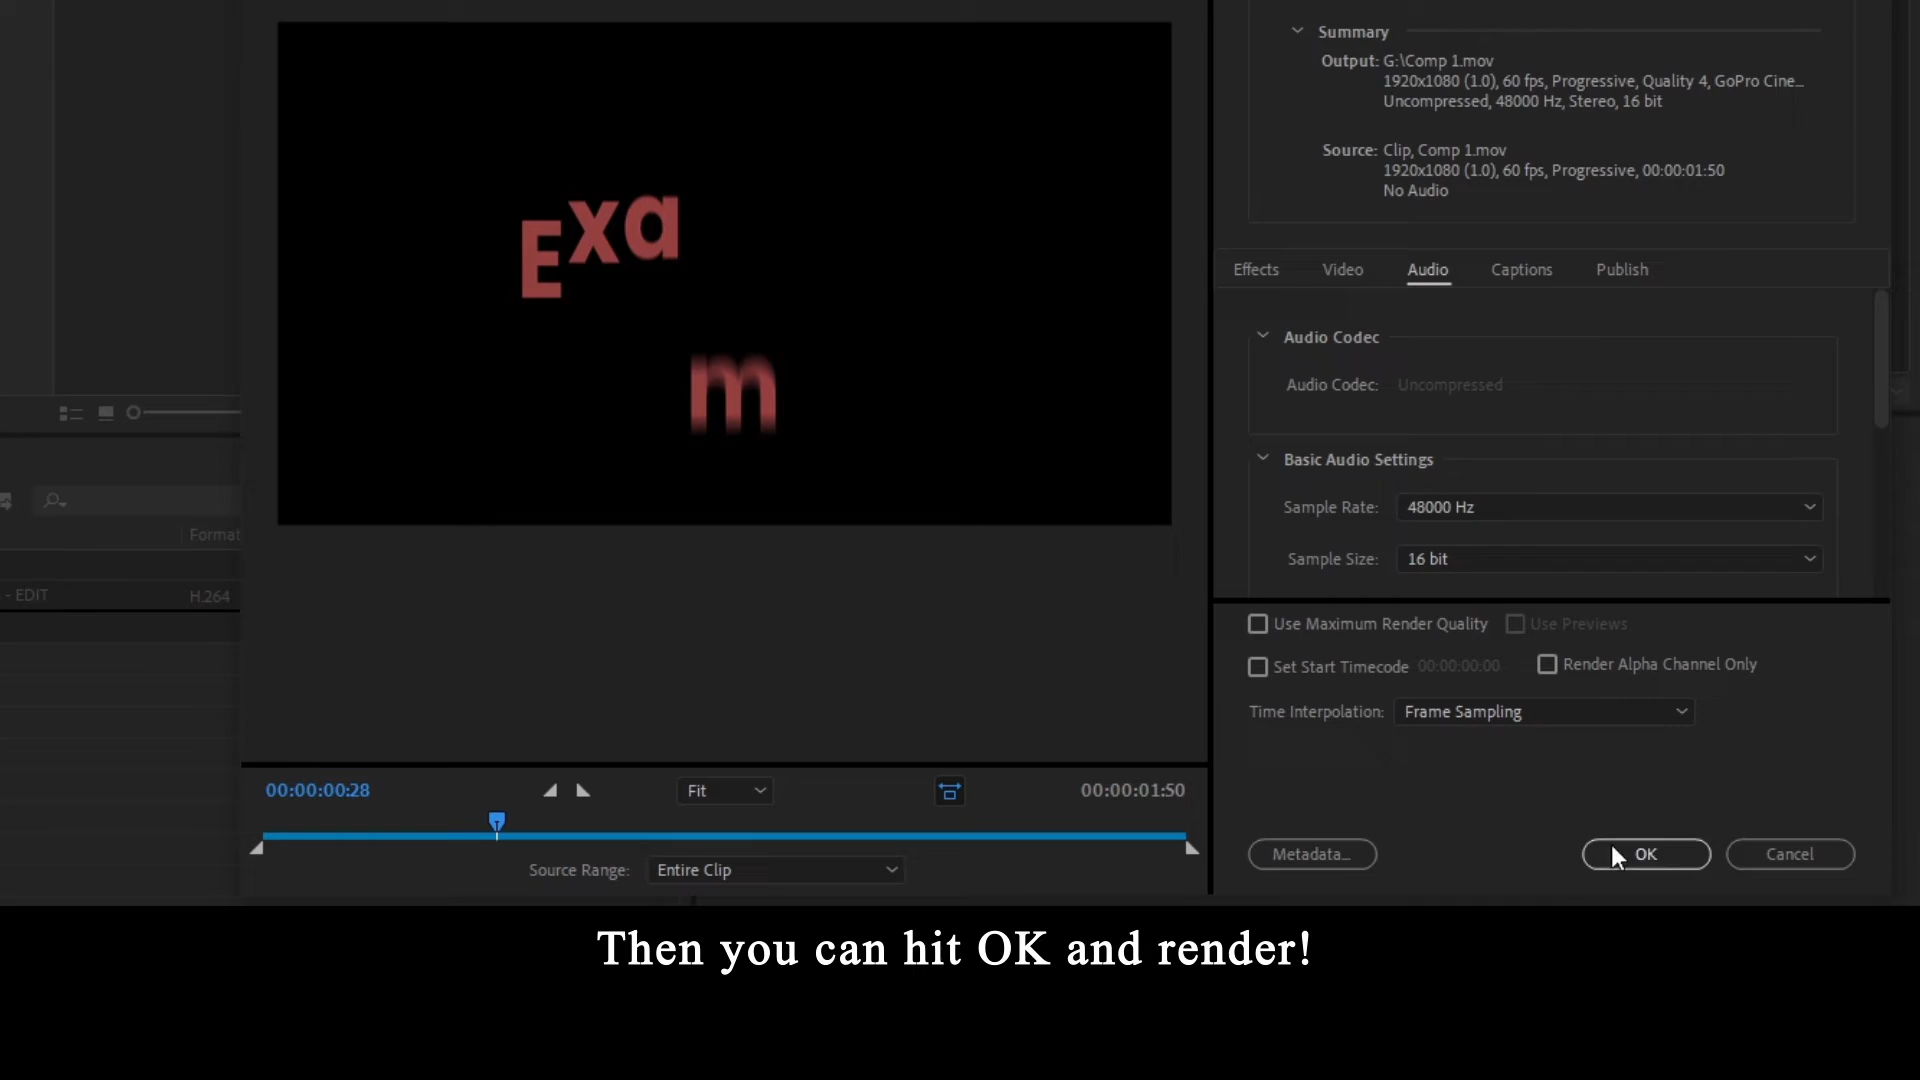 Exam
Summary
Output: G:\Comp 1.mov
1920x1080 (1.0), 60 fps, Progressive, Quality 4, GoPro Cine...
Uncompressed, 48000 Hz, Stereo, 16 bit
Source: Clip, Comp 1.mov
1920x1080 (1.0), 60 fps, Progressive, 00:00:01:50
No Audio
Effects Video Audio Captions Publish
Audio Codec
Audio Codec: Uncompressed
Basic Audio Settings
Sample Rate: 48000 Hz
Sample Size: 16 bit
Format
- EDIT H.264
Use Maximum Render Quality Use Previews
Set Start Timecode 00:00:00:00 Render Alpha Channel Only
Time Interpolation: Frame Sampling
00:00:00:28 Fit 00:00:01:50
Source Range: Entire Clip
Metadata... OK Cancel
Then you can hit OK and render!